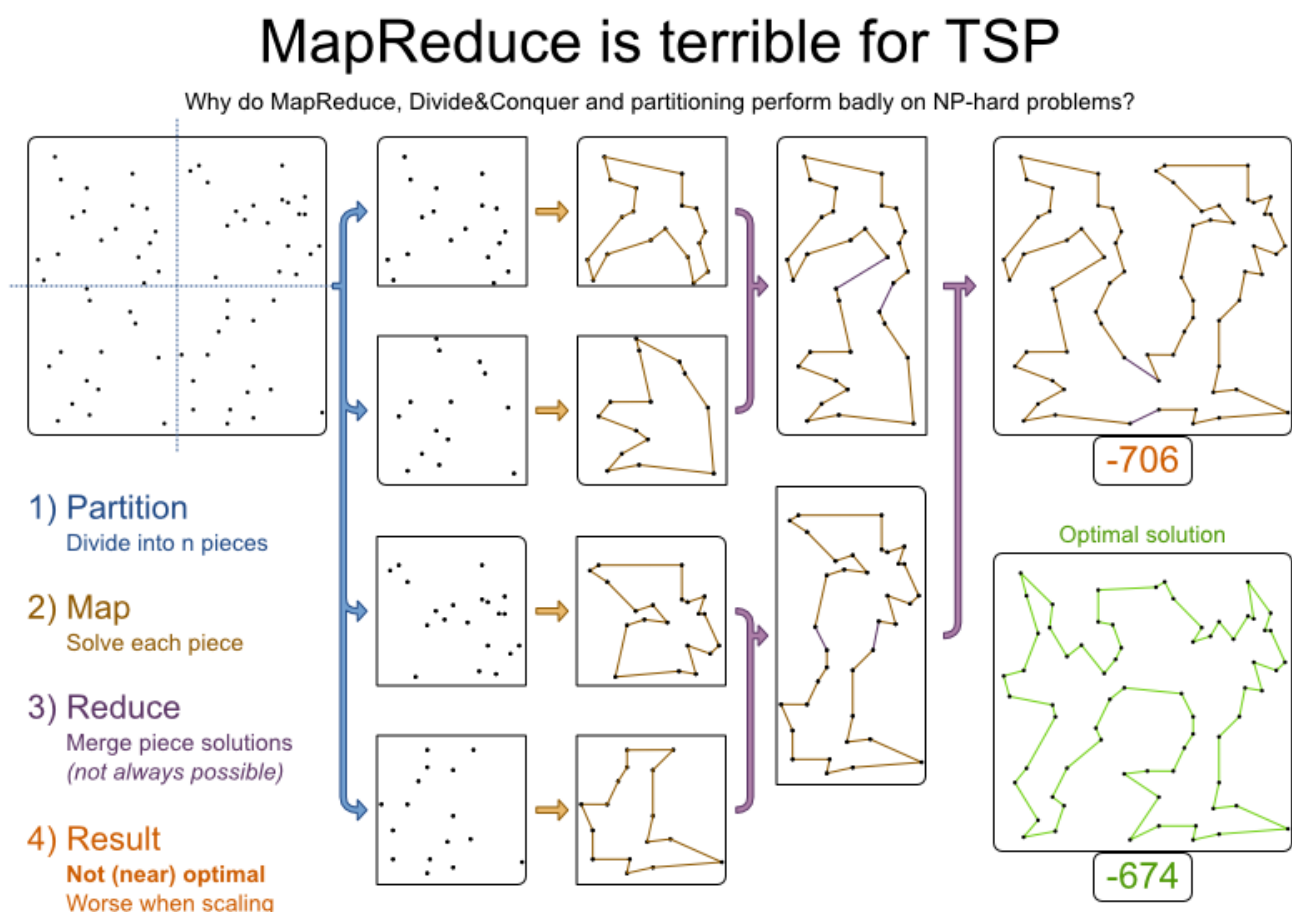 MapReduce is terrible for TSP
Why do MapReduce, Divide&Conquer and partitioning perform badly on NP-hard problems?
-706
1) Partition
Divide into n pieces
2) Map
Solve each piece
3) Reduce
Merge piece solutions
(not always possible)
4) Result
Not (near) optimal
Worse when scaling
Optimal solution
-674